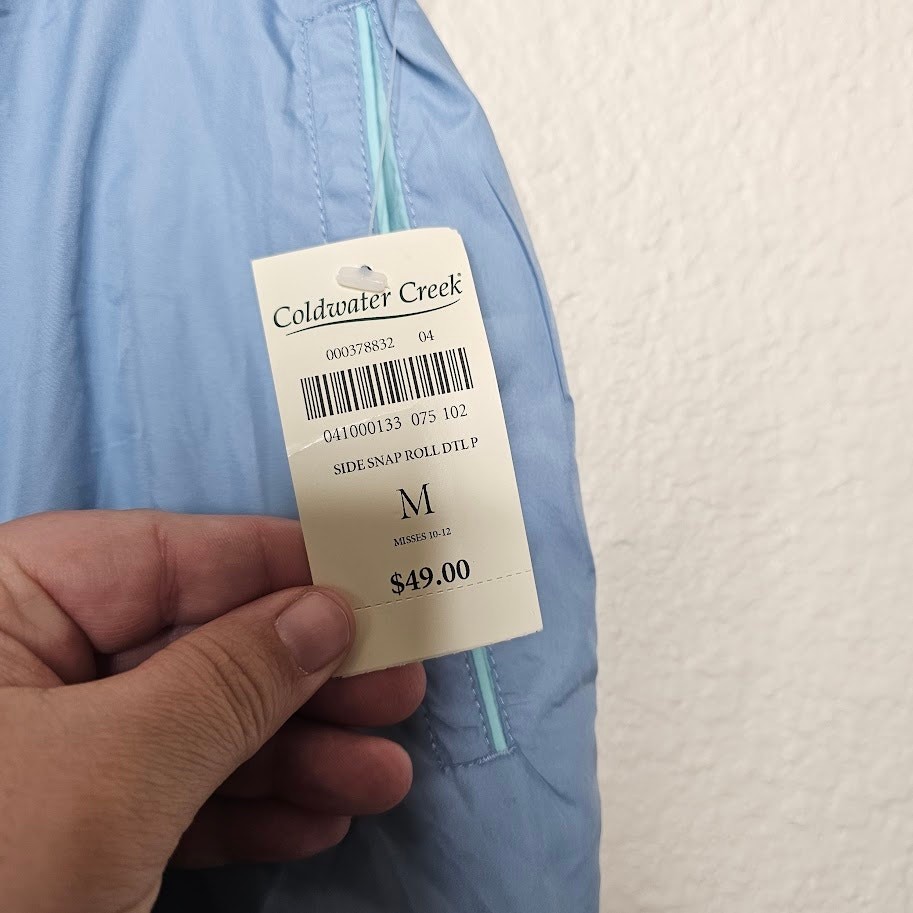 Coldwater Creek®
000378832 04
041000133 075 102
SIDE SNAP ROLL DTL P
M
MISSES 10-12
$49.00